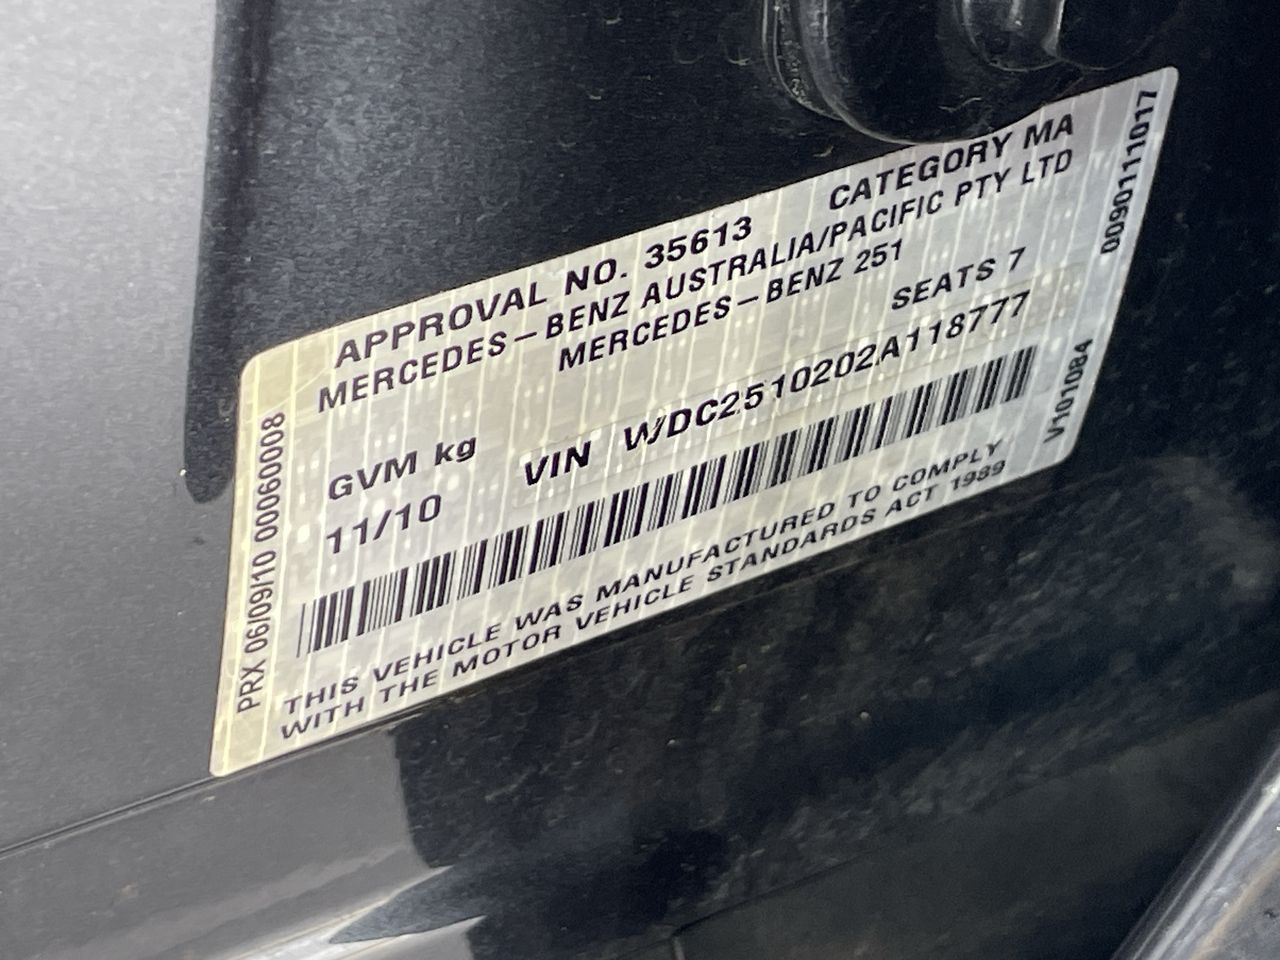 APPROVAL NO. 35613 CATEGORY MA
MERCEDES-BENZ AUSTRALIA/PACIFIC PTY LTD
MERCEDES-BENZ 251
GVM kg SEATS 7
11/10 VIN WDC2510202A118777
THIS VEHICLE WAS MANUFACTURED TO COMPLY
WITH THE MOTOR VEHICLE STANDARDS ACT 1989
PRX 06/09/10 00060008
V101084 0090111017